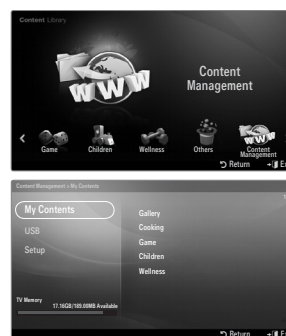 Content Library
WWW
Content
Management
Game
Children
Wellness
Others
Content
Management
Return
Content Management > My Contents
My Contents
USB
Setup
Gallery
Cooking
Game
Children
Wellness
TV Memory
17.16GB/189.00MB Available
Return